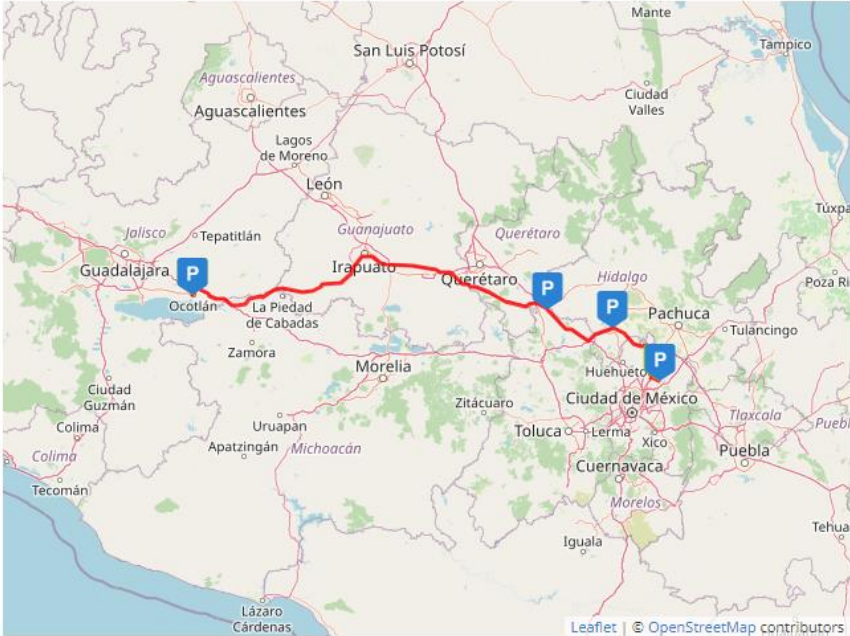 Mante
San Luis Potosí
Tampico
Aguascalientes
Ciudad
Valles
Aguascalientes
Lagos
de Moreno
León
Túxpa
Jalisco
Tepatitlán
Guanajuato
Querétaro
P
Guadalajara
Irapuato
Querétaro
Hidalgo
P
Poza Ri
Ocotlán
La Piedad
de Cabadas
P
Pachuca
Tulancingo
Zamora
P
Morelia
Huehueto
Ciudad
Guzmán
Zitácuaro
Ciudad de México
Tlaxcala
Colima
Uruapan
Toluca
Lerma
Xico
Puebl
Apatzingán
Michoacán
Puebla
Colima
Cuernavaca
Tecomán
Morelos
Tehua
Iguala
Lázaro
Cárdenas
Leaflet | © OpenStreetMap contributors